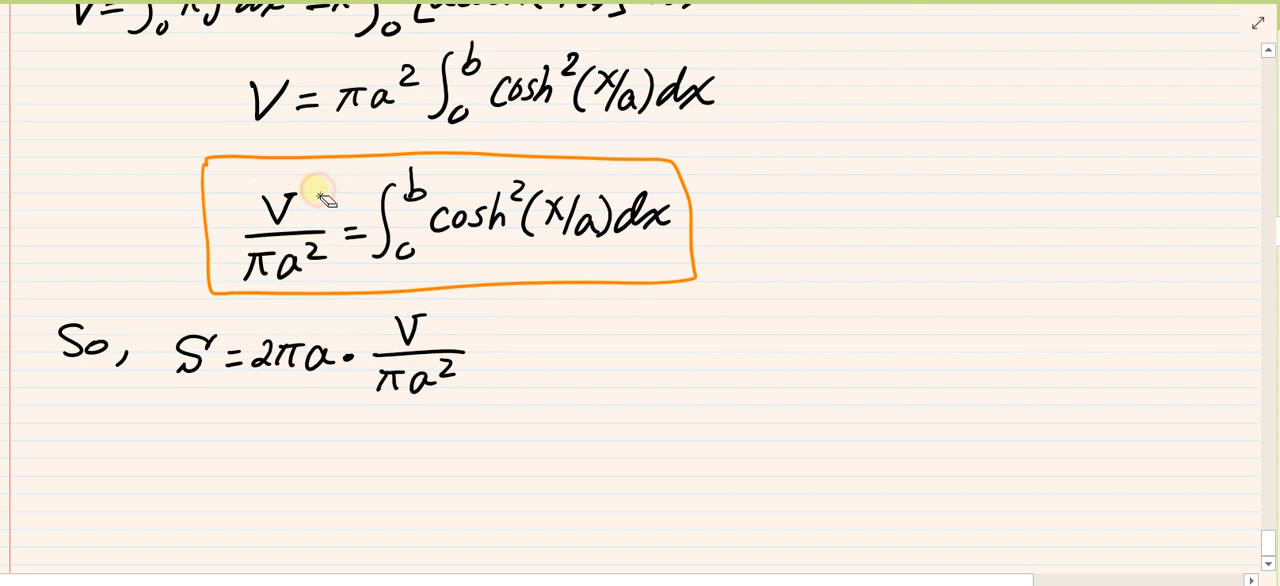 V = πa² ∫₀ᵇ cosh²(x/a)dx
V/πa² = ∫₀ᵇ cosh²(x/a)dx
So, S = 2πa · V/πa²